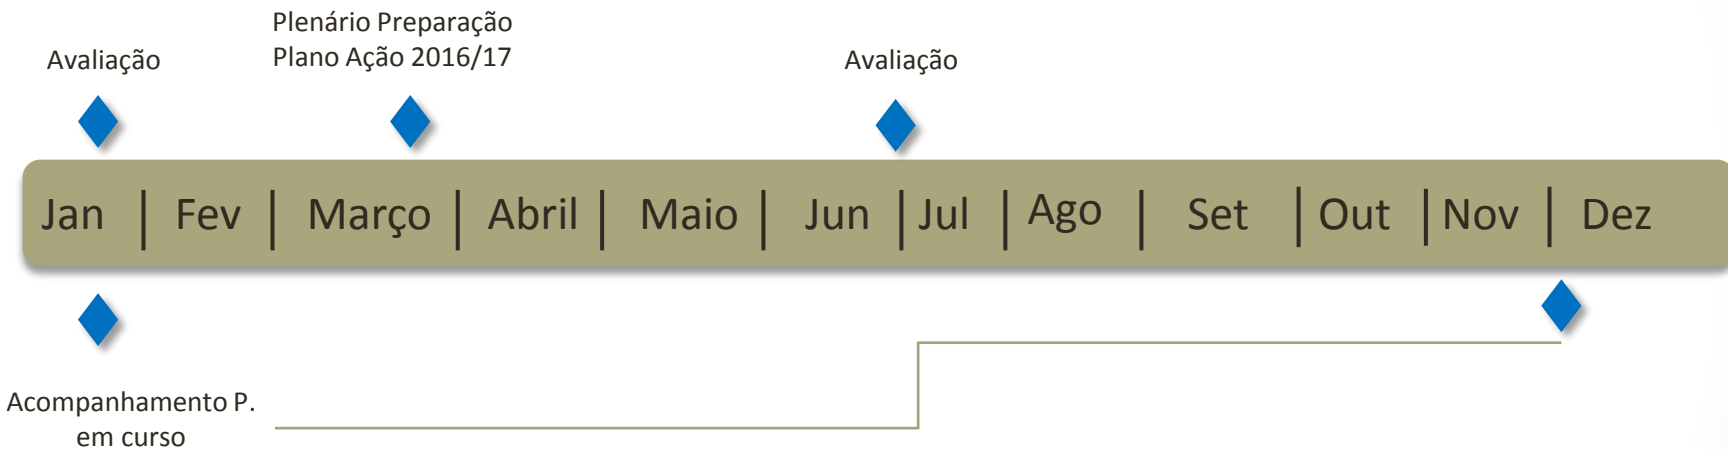 Plenário Preparação
Plano Ação 2016/17
Avaliação
Avaliação
Jan | Fev | Março | Abril | Maio | Jun | Jul | Ago | Set | Out | Nov | Dez
Acompanhamento P.
em curso